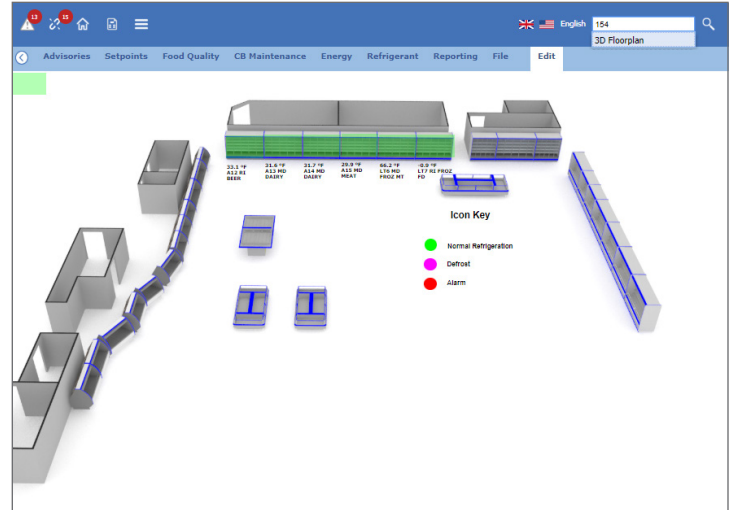 13
15
English
154
3D Floorplan
Advisories Setpoints Food Quality CB Maintenance Energy Refrigerant Reporting File Edit
33.1 °F
A12 RI
BEER
31.6 °F
A13 MD
DAIRY
31.7 °F
A14 MD
DAIRY
29.9 °F
A15 MD
MEAT
66.2 °F
LT6 MD
FROZ MT
-0.9 °F
LT7 RI FROZ
FD
Icon Key
Normal Refrigeration
Defrost
Alarm